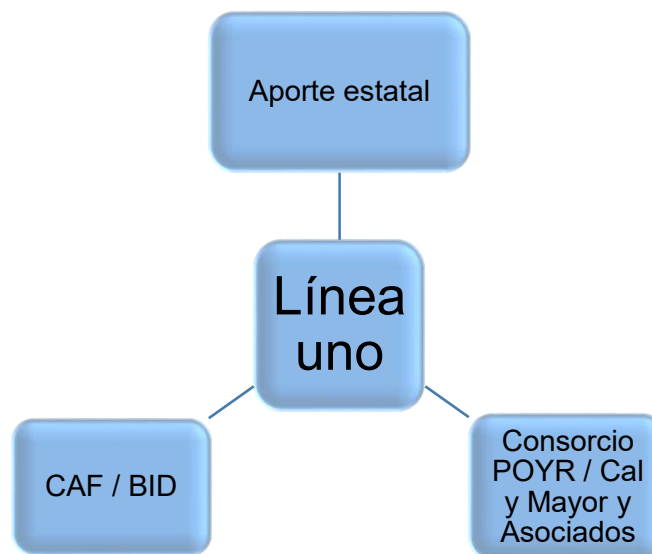 Aporte estatal
Línea
uno
CAF / BID
Consorcio
POYR / Cal
y Mayor y
Asociados